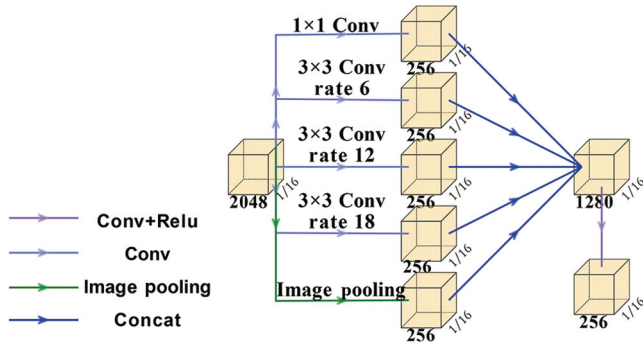 1×1 Conv
256
1/16
3×3 Conv
rate 6
256
1/16
3×3 Conv
rate 12
2048
1/16
256
1/16
1280
1/16
3×3 Conv
rate 18
256
1/16
Image pooling
256
1/16
256
1/16
Conv+Relu
Conv
Image pooling
Concat